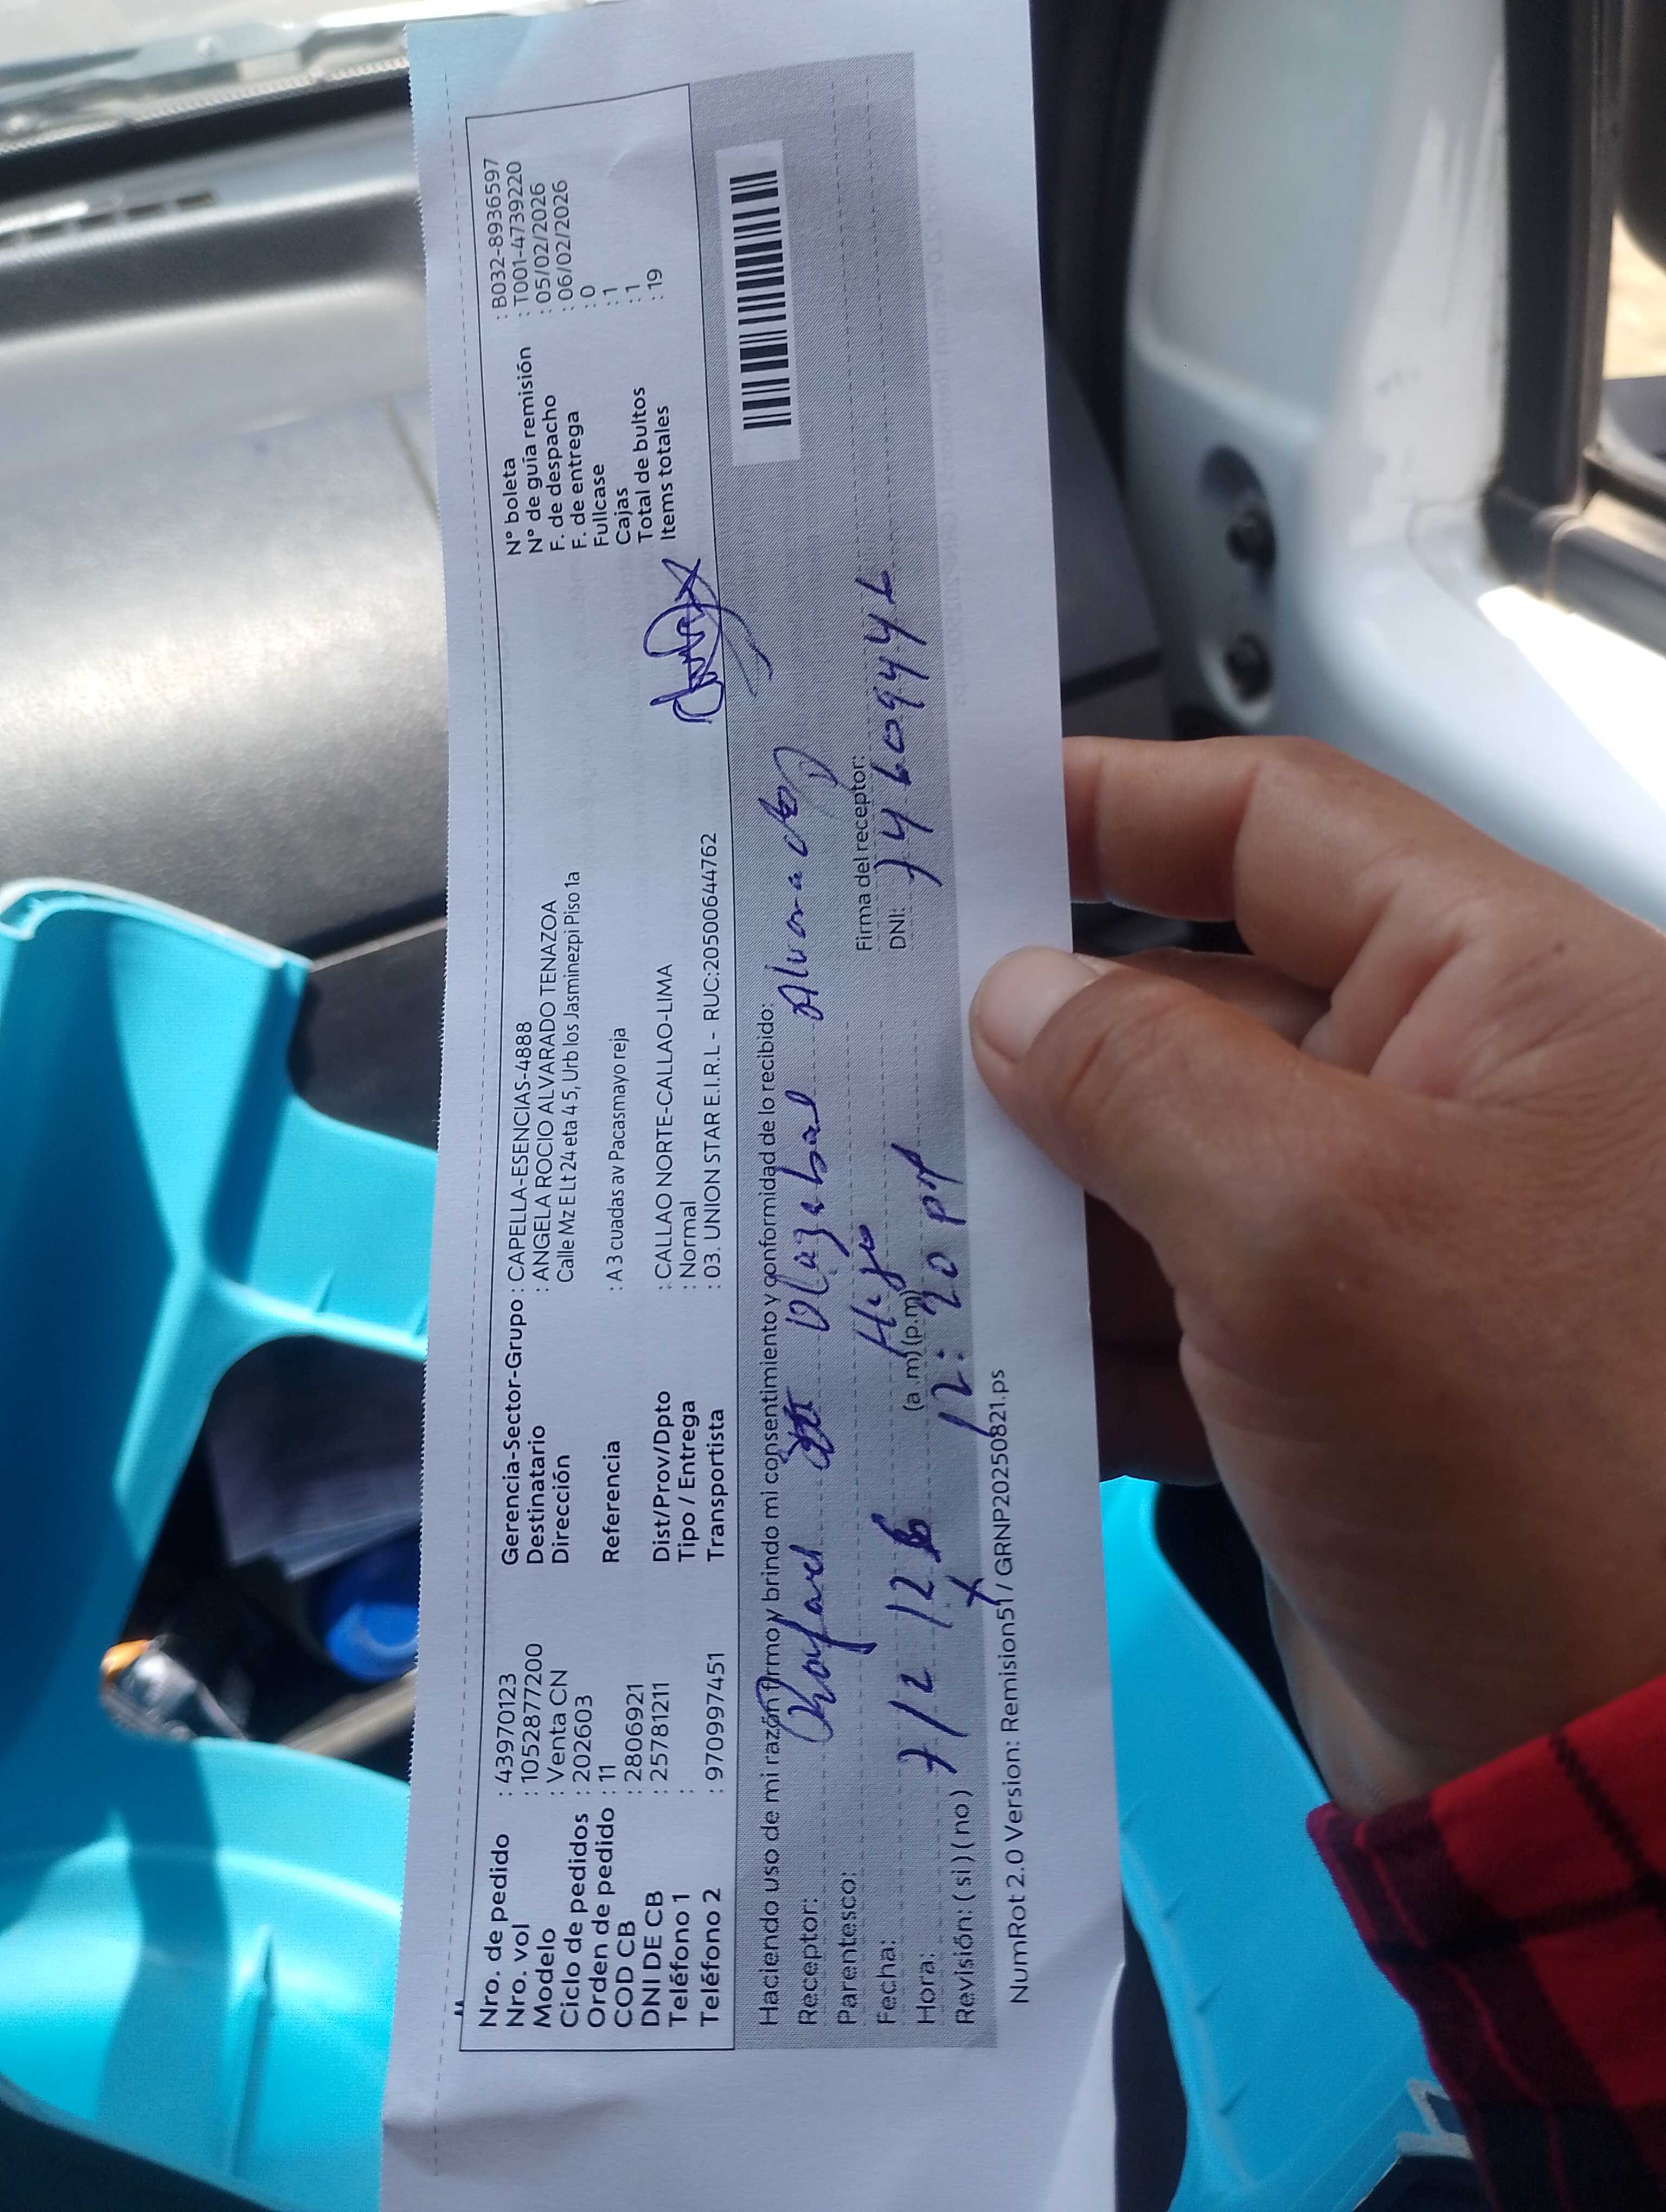 Nro. de pedido : 43970123
Nro. vol : 10528777200
Modelo : Venta CN
Ciclo de pedidos : 202603
Orden de pedido : 11
COD CB : 2806921
DNI DE CB : 25781211
Teléfono 1 :
Teléfono 2 : 970997451
Gerencia-Sector-Grupo : CAPELLA-ESENCIAS-4888
Destinatario : ANGELA ROCIO ALVARADO TENAZOA
Dirección Calle Mz E Lt 24 eta 4 5, Urb los Jasminezpi Piso 1a
Referencia : A 3 cuadas av Pacasmayo reja
Dist/Prov/Dpto : CALLAO NORTE-CALLAO-LIMA
Tipo / Entrega : Normal
Transportista : 03. UNION STAR E.I.R.L - RUC:20500644762
N° boleta : B032-8936597
N° de guía remisión : T001-4739220
F. de despacho : 05/02/2026
F. de entrega : 06/02/2026
Fullcase : 0
Cajas : 1
Total de bultos : 1
Items totales : 19
Haciendo uso de mi razón firmo y brindo mi consentimiento y conformidad de lo recibido:
Receptor: Alvarado
Parentesco: Hijo
Firma del receptor:
Fecha: 7/2/26
(a.m) (p.m)
DNI:
Hora: 12:20 pm
Revisión: ( si ) ( no ) X
NumRot 2.0 Version: Remision51 / GRNP20250821.ps